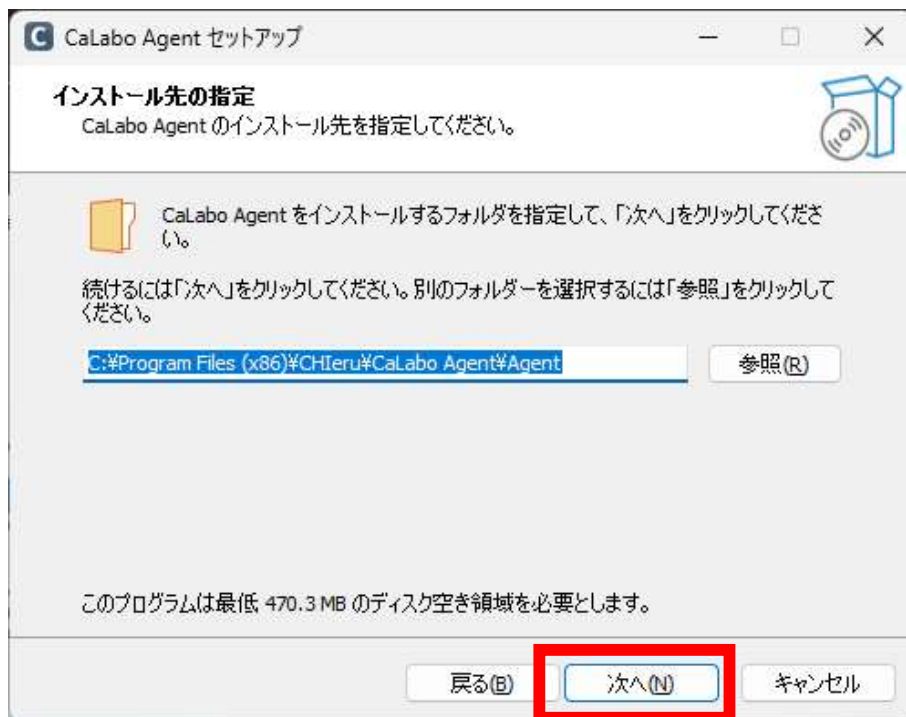 CaLabo Agent セットアップ
インストール先の指定
CaLabo Agent のインストール先を指定してください。
CaLabo Agent をインストールするフォルダを指定して、「次へ」をクリックしてくださ
い。
続けるには「次へ」をクリックしてください。別のフォルダーを選択するには「参照」をクリックして
ください。
C:¥Program Files (x86)¥CHIeru¥CaLabo Agent¥Agent
参照(R)
このプログラムは最低 470.3 MB のディスク空き領域を必要とします。
戻る(B) 次へ(N) キャンセル